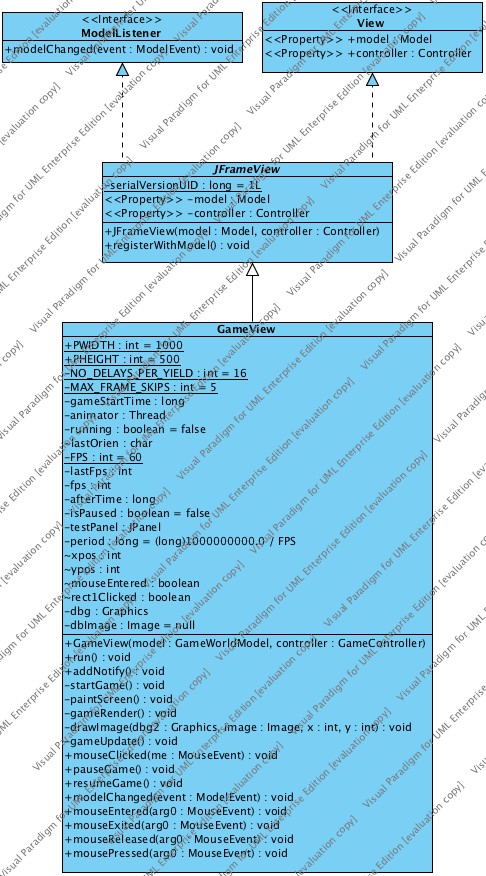 <<Interface>>
ModelListener
+modelChanged(event : ModelEvent) : void
<<Interface>>
View
<<Property>> +model : Model
<<Property>> +controller : Controller
JFrameView
-serialVersionUID : long = 1L
<<Property>> -model : Model
<<Property>> -controller : Controller
+JFrameView(model : Model, controller : Controller)
+registerWithModel() : void
GameView
+PWIDTH : int = 1000
+PHEIGHT : int = 500
-NO_DELAYS_PER_YIELD : int = 16
-MAX_FRAME_SKIPS : int = 5
-gameStartTime : long
-animator : Thread
-running : boolean = false
-lastOrien : char
-FPS : int = 60
-lastFps : int
-fps : int
-afterTime : long
-isPaused : boolean = false
-testPanel : JPanel
-period : long = (long)1000000000.0 / FPS
~xpos : int
~ypos : int
~mouseEntered : boolean
~rect1Clicked : boolean
-dbg : Graphics
-dbImage : Image = null
+GameView(model : GameWorldModel, controller : GameController)
+run() : void
+addNotify() : void
-startGame() : void
-paintScreen() : void
-gameRender() : void
-drawImage(dbg2 : Graphics, image : Image, x : int, y : int) : void
-gameUpdate() : void
+mouseClicked(me : MouseEvent) : void
+pauseGame() : void
+resumeGame() : void
+modelChanged(event : ModelEvent) : void
+mouseEntered(arg0 : MouseEvent) : void
+mouseExited(arg0 : MouseEvent) : void
+mouseReleased(arg0 : MouseEvent) : void
+mousePressed(arg0 : MouseEvent) : void
Visual Paradigm for UML Enterprise Edition [evaluation copy]